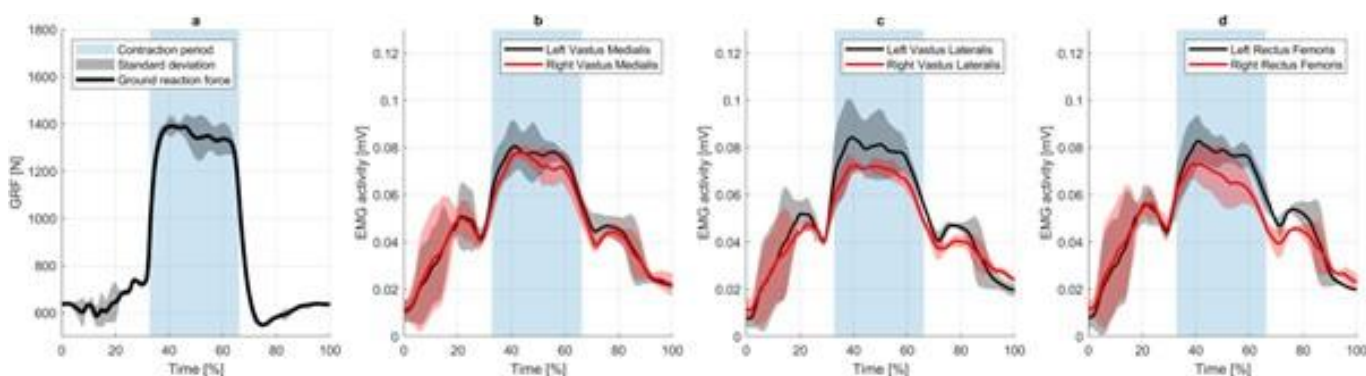 a
1800
1600
1400
1200
1000
800
600
GRF [N]
Contraction period
Standard deviation
Ground reaction force
0 20 40 60 80 100
Time [%]
b
0.12
0.1
0.08
0.06
0.04
0.02
0
EMG activity [mV]
Left Vastus Medialis
Right Vastus Medialis
0 20 40 60 80 100
Time [%]
c
0.12
0.1
0.08
0.06
0.04
0.02
0
EMG activity [mV]
Left Vastus Lateralis
Right Vastus Lateralis
0 20 40 60 80 100
Time [%]
d
0.12
0.1
0.08
0.06
0.04
0.02
0
EMG activity [mV]
Left Rectus Femoris
Right Rectus Femoris
0 20 40 60 80 100
Time [%]